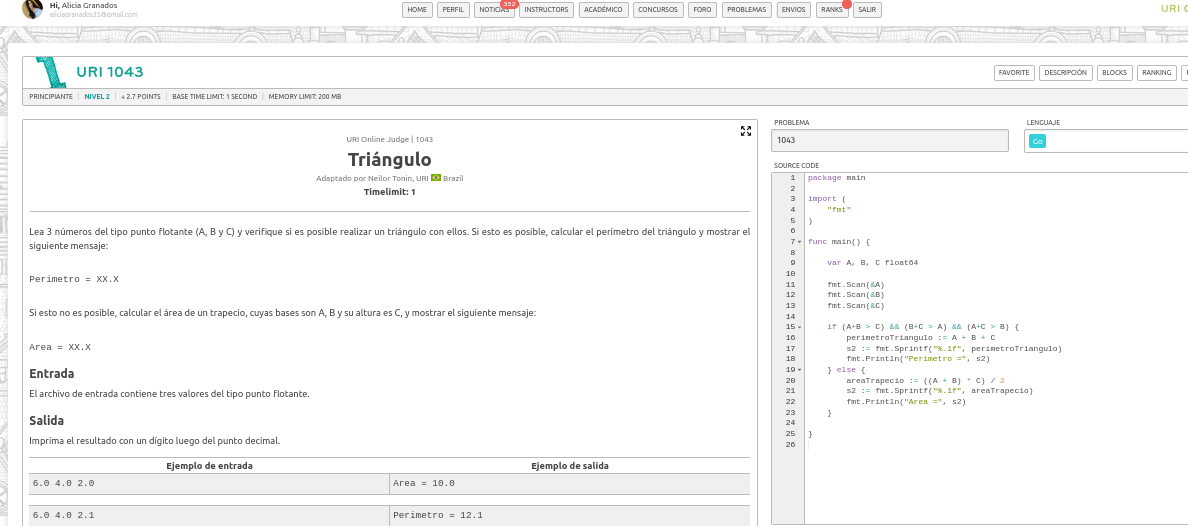 Hi, Alicia Granados
aliciagranados35@gmail.com
HOME PERFIL NOTICIAS 352 INSTRUCTORS ACADÉMICO CONCURSOS FORO PROBLEMAS ENVIOS RANKS SALIR
URI
URI 1043
FAVORITE DESCRIPCIÓN BLOCKS RANKING
PRINCIPIANTE NIVEL 2 + 2.7 POINTS BASE TIME LIMIT: 1 SECOND MEMORY LIMIT: 200 MB
URI Online Judge | 1043
Triángulo
Adaptado por Neilor Tonin, URI Brazil
Timelimit: 1
Lea 3 números del tipo punto flotante (A, B y C) y verifique si es posible realizar un triángulo con ellos. Si esto es posible, calcular el perímetro del triángulo y mostrar el
siguiente mensaje:
Perimetro = XX.X
Si esto no es posible, calcular el área de un trapecio, cuyas bases son A, B y su altura es C, y mostrar el siguiente mensaje:
Area = XX.X
Entrada
El archivo de entrada contiene tres valores del tipo punto flotante.
Salida
Imprima el resultado con un dígito luego del punto decimal.
Ejemplo de entrada Ejemplo de salida
6.0 4.0 2.0 Area = 10.0
6.0 4.0 2.1 Perimetro = 12.1
PROBLEMA LENGUAJE
1043 Go
SOURCE CODE
1 package main
2
3 import (
4 "fmt"
5 )
6
7 func main() {
8
9 var A, B, C float64
10
11 fmt.Scan(&A)
12 fmt.Scan(&B)
13 fmt.Scan(&C)
14
15 if (A+B > C) && (B+C > A) && (A+C > B) {
16 perimetroTriangulo := A + B + C
17 s2 := fmt.Sprintf("%.1f", perimetroTriangulo)
18 fmt.Println("Perimetro =", s2)
19 } else {
20 areaTrapecio := ((A + B) * C) / 2
21 s2 := fmt.Sprintf("%.1f", areaTrapecio)
22 fmt.Println("Area =", s2)
23 }
24
25 }
26